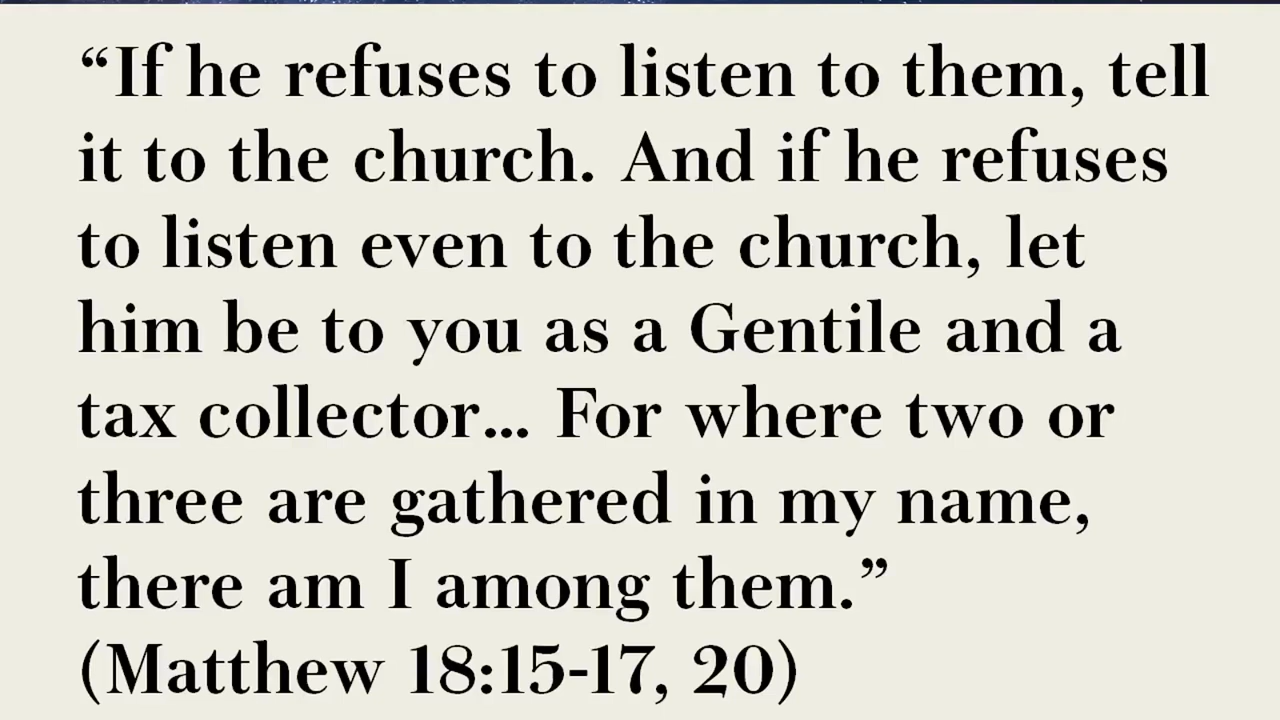 “If he refuses to listen to them, tell
it to the church. And if he refuses
to listen even to the church, let
him be to you as a Gentile and a
tax collector... For where two or
three are gathered in my name,
there am I among them.”
(Matthew 18:15-17, 20)